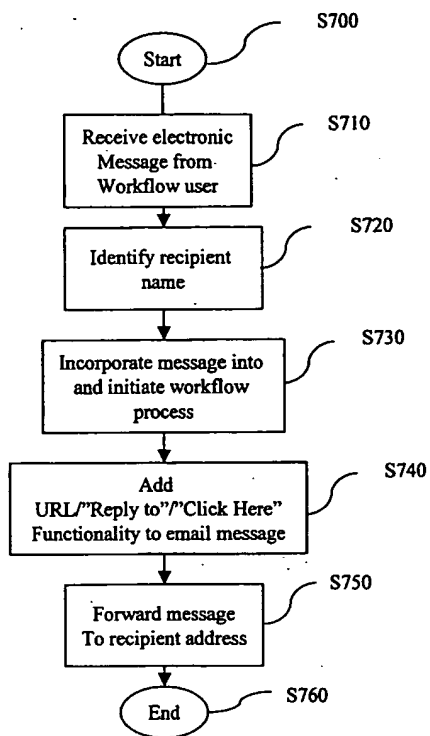 S700
Start
S710
Receive electronic
Message from
Workflow user
S720
Identify recipient
name
S730
Incorporate message into
and initiate workflow
process
S740
Add
URL/"Reply to"/"Click Here"
Functionality to email message
S750
Forward message
To recipient address
S760
End